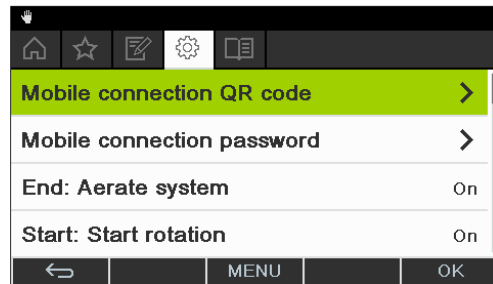 Mobile connection QR code
Mobile connection password
End: Aerate system On
Start: Start rotation On
MENU OK